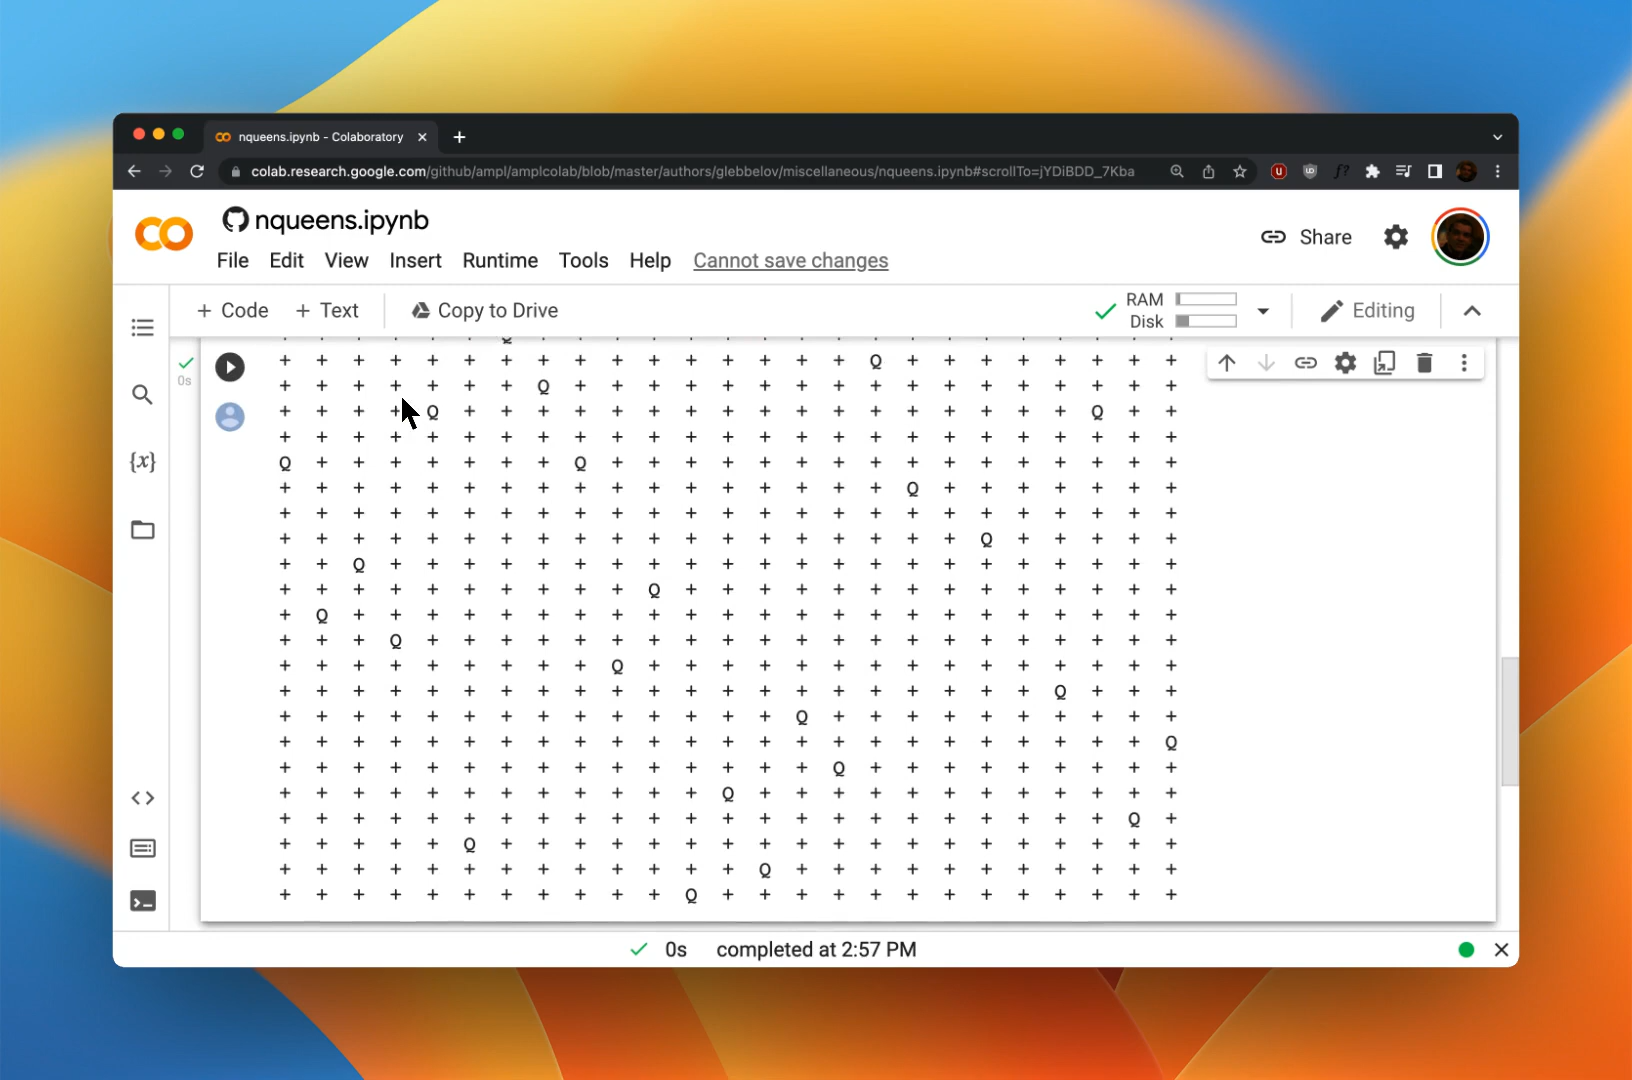 nqueens.ipynb - Colaboratory
colab.research.google.com/github/ampl/amplcolab/blob/master/authors/glebbelov/miscellaneous/nqueens.ipynb#scrollTo=jYDiBDD_7Kba
nqueens.ipynb
Share
File Edit View Insert Runtime Tools Help Cannot save changes
+ Code + Text Copy to Drive
RAM
Disk
Editing
0s
+ + + + + + + + + + + + + + + + Q + + + + + + + +
+ + + + + + + Q + + + + + + + + + + + + + + + + +
+ + + + Q + + + + + + + + + + + + + + + + + Q + +
+ + + + + + + + + + + + + + + + + + + + + + + + +
Q + + + + + + + Q + + + + + + + + + + + + + + + +
+ + + + + + + + + + + + + + + + + Q + + + + + + +
+ + + + + + + + + + + + + + + + + + + + + + + + +
+ + + + + + + + + + + + + + + + + + + Q + + + + +
+ + Q + + + + + + + + + + + + + + + + + + + + + +
+ + + + + + + + + + Q + + + + + + + + + + + + + +
+ Q + + + + + + + + + + + + + + + + + + + + + + +
+ + + Q + + + + + + + + + + + + + + + + + + + + +
+ + + + + + + + + Q + + + + + + + + + + + + + + +
+ + + + + + + + + + + + + + + + + + + + + Q + + +
+ + + + + + + + + + + + + + Q + + + + + + + + + +
+ + + + + + + + + + + + + + + + + + + + + + + + Q
+ + + + + + + + + + + + + + + Q + + + + + + + + +
+ + + + + + + + + + + + Q + + + + + + + + + + + +
+ + + + + + + + + + + + + + + + + + + + + + + Q +
+ + + + + Q + + + + + + + + + + + + + + + + + + +
+ + + + + + + + + + + + + Q + + + + + + + + + + +
+ + + + + + + + + + + Q + + + + + + + + + + + + +
{x}
0s completed at 2:57 PM